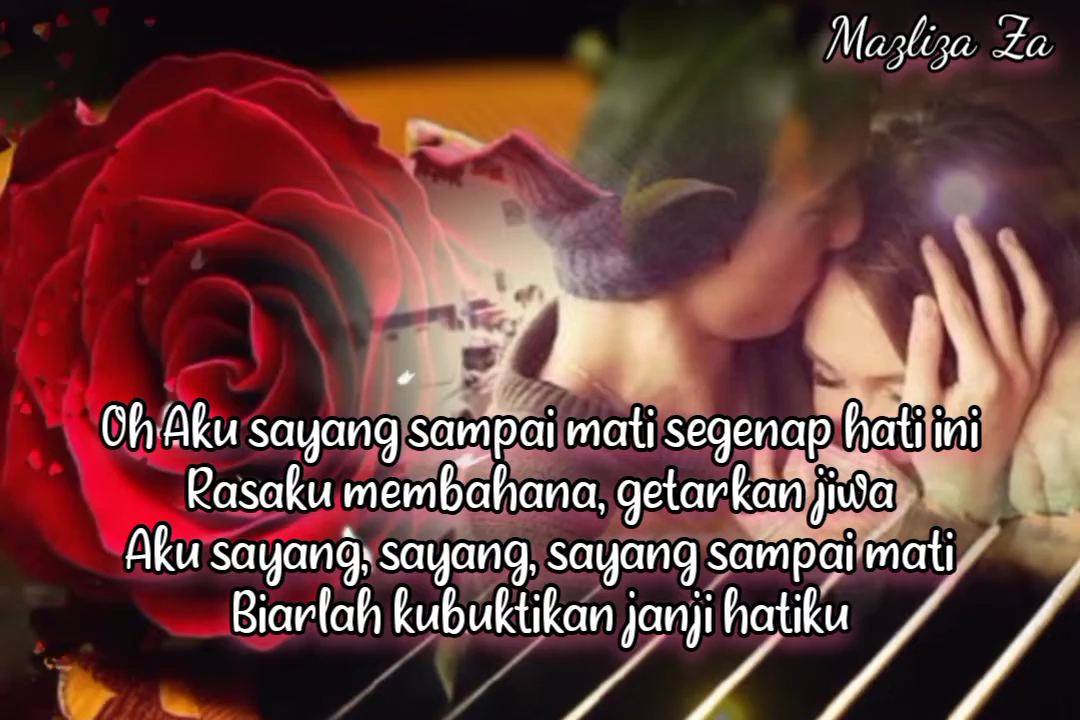 Mazliza Za
Oh Aku sayang sampai mati segenap hati ini
Rasaku membahana, getarkan jiwa
Aku sayang, sayang, sayang sampai mati
Biarlah kubuktikan janji hatiku